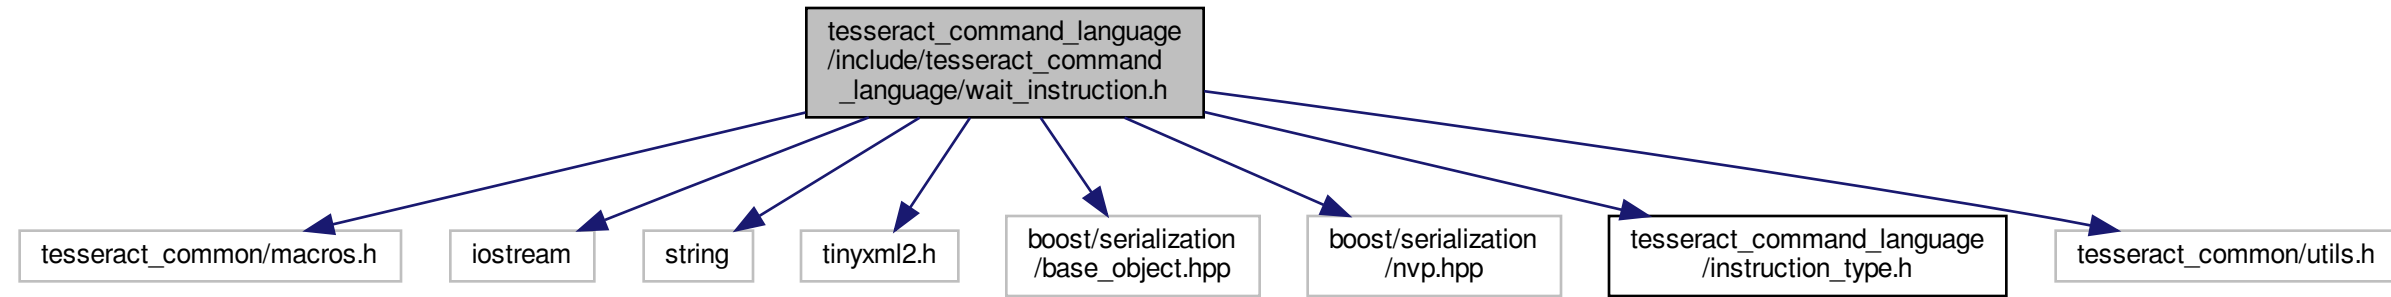 tesseract_command_language
/include/tesseract_command
_language/wait_instruction.h
tesseract_common/macros.h
iostream
string
tinyxml2.h
boost/serialization
/base_object.hpp
boost/serialization
/nvp.hpp
tesseract_command_language
/instruction_type.h
tesseract_common/utils.h